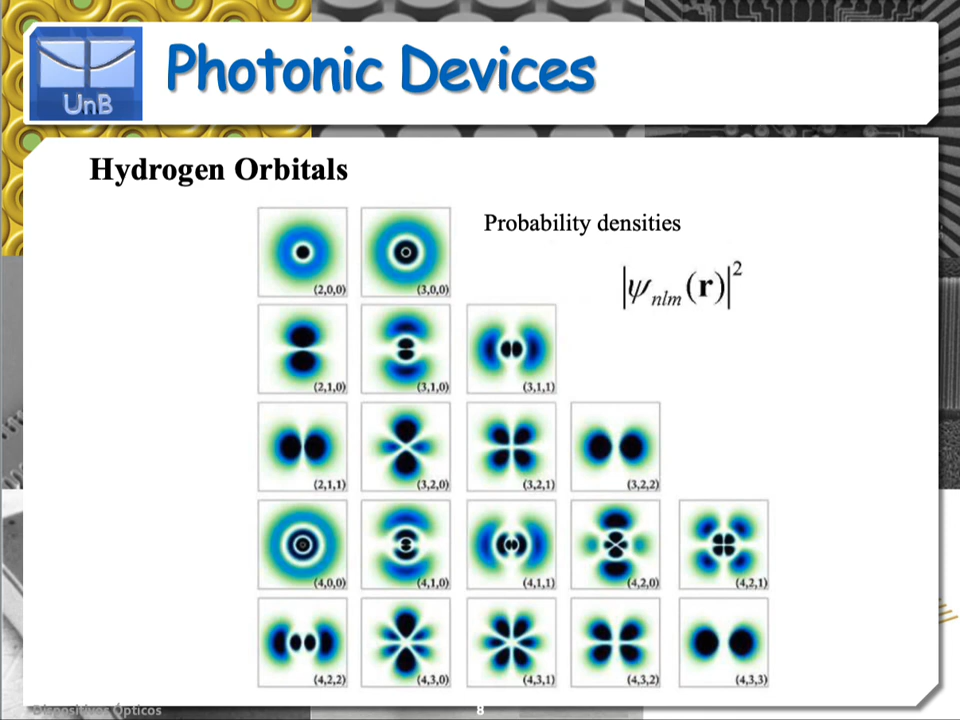 UnB
Photonic Devices
Hydrogen Orbitals
Probability densities
|ψnlm(r)|²
(2,0,0) (3,0,0)
(2,1,0) (3,1,0) (3,1,1)
(2,1,1) (3,2,0) (3,2,1) (3,2,2)
(4,0,0) (4,1,0) (4,1,1) (4,2,0) (4,2,1)
(4,2,2) (4,3,0) (4,3,1) (4,3,2) (4,3,3)
Dispositivos Ópticos
8